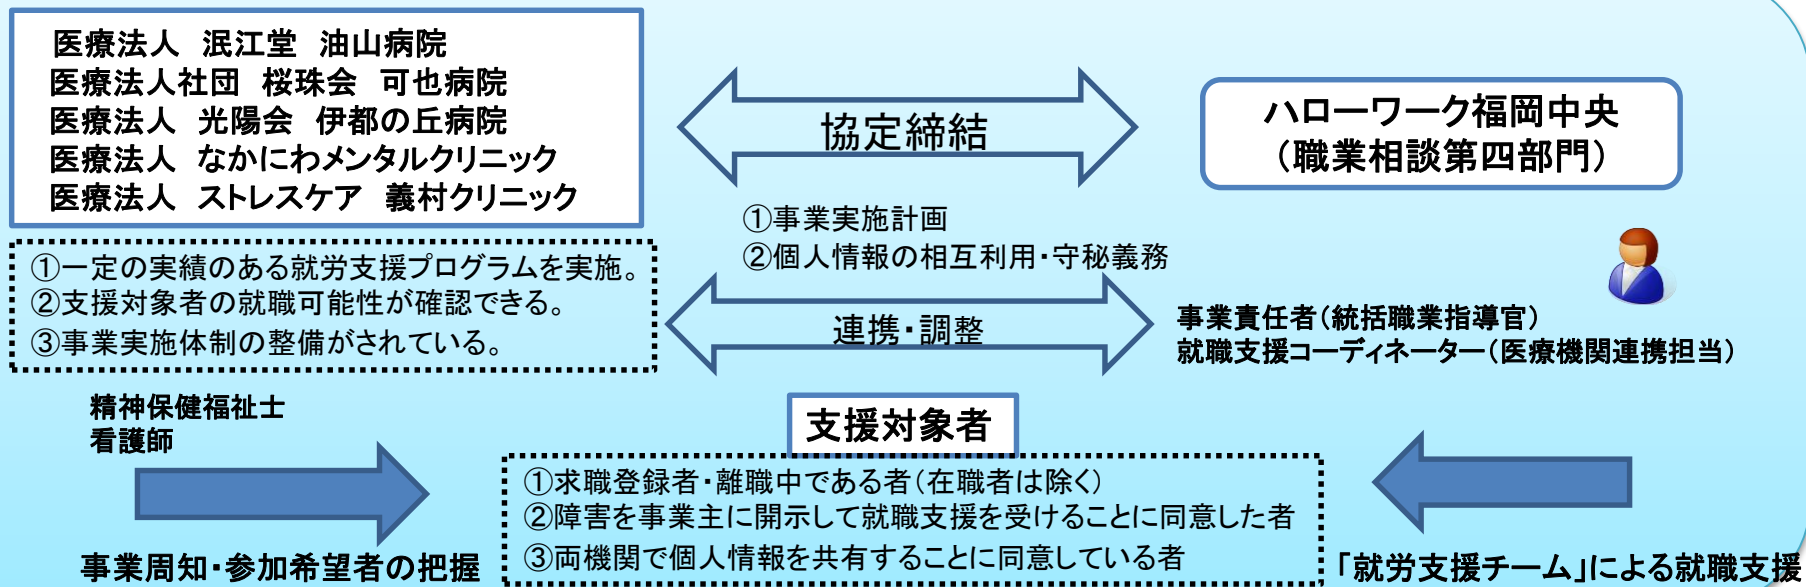 医療法人　泯江堂　油山病院
医療法人社団　桜珠会　可也病院
医療法人　光陽会　伊都の丘病院
医療法人　なかにわメンタルクリニック
医療法人　ストレスケア　義村クリニック
①一定の実績のある就労支援プログラムを実施。
②支援対象者の就職可能性が確認できる。
③事業実施体制の整備がされている。
協定締結
①事業実施計画
②個人情報の相互利用・守秘義務
連携・調整
ハローワーク福岡中央
（職業相談第四部門）
事業責任者（統括職業指導官）
就職支援コーディネーター（医療機関連携担当）
精神保健福祉士
看護師
事業周知・参加希望者の把握
支援対象者
①求職登録者・離職中である者（在職者は除く）
②障害を事業主に開示して就職支援を受けることに同意した者
③両機関で個人情報を共有することに同意している者
「就労支援チーム」による就職支援